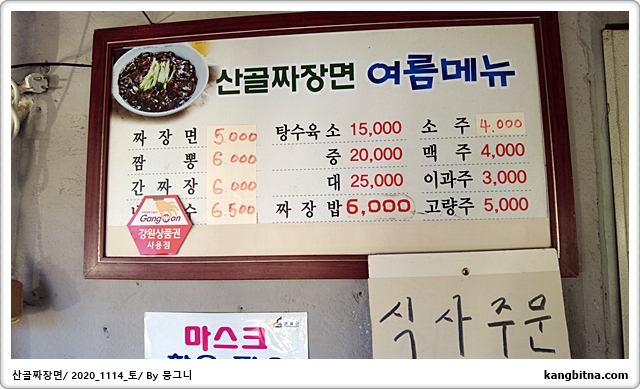 산골짜장면 여름메뉴
짜장면 5.000
짬뽕 6.000
간짜장 6.000
수 6.500
탕수육 소 15,000
중 20,000
대 25,000
짜장밥 6,000
소주 4.000
맥주 4,000
이과주 3,000
고량주 5,000
Gangwon
강원상품권
사용점
마스크
식사주문
산골짜장면/ 2020_1114_토/ By 몽그니
kangbitna.com